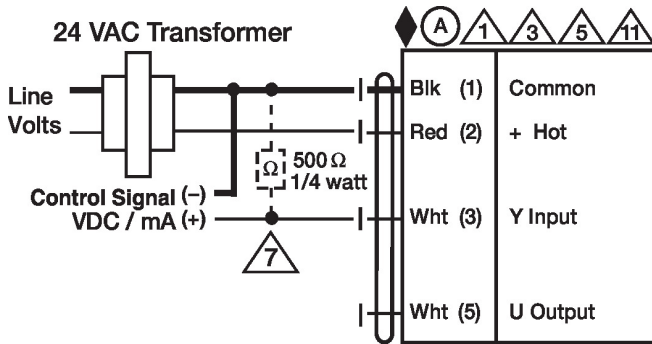 24 VAC Transformer
A 1 3 5 11
Line
Volts
Blk (1) Common
Red (2) + Hot
Ω 500 Ω
1/4 watt
Control Signal (–)
VDC / mA (+)
Wht (3) Y Input
7
Wht (5) U Output